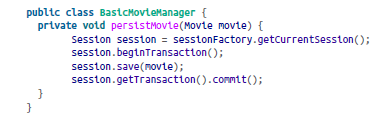 public class BasicMovieManager {
private void persistMovie(Movie movie) {
Session session = sessionFactory.getCurrentSession();
session.beginTransaction();
session.save(movie);
session.getTransaction().commit();
}
}